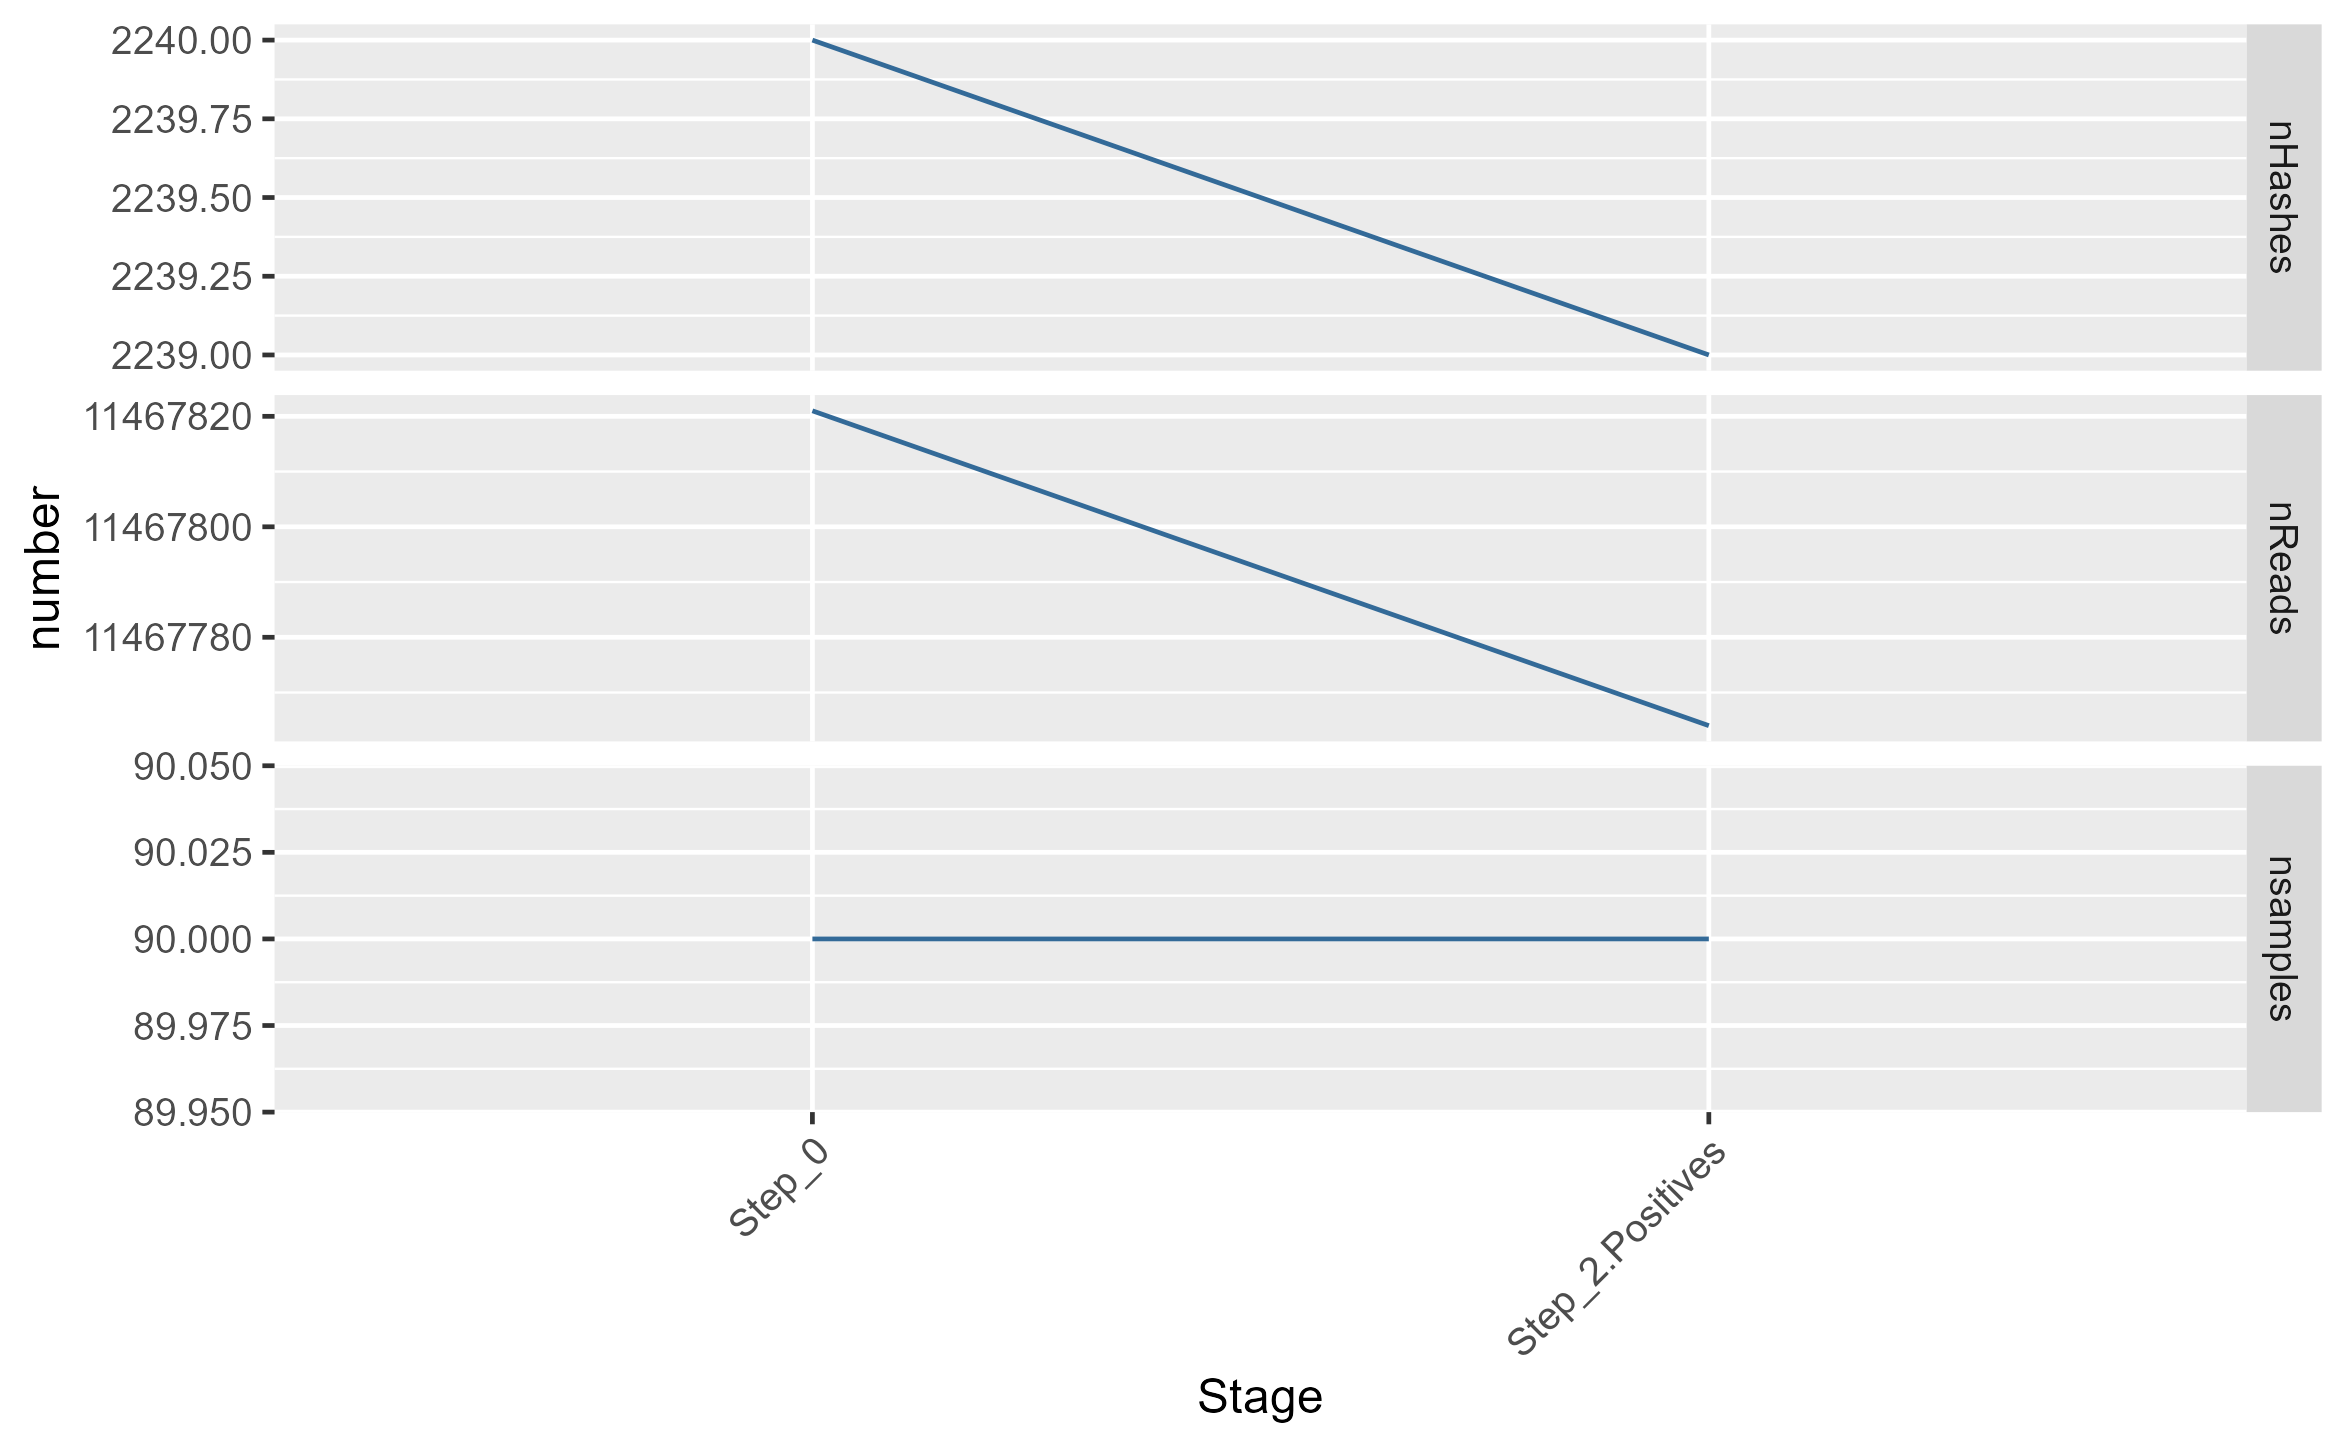 2240.00
2239.75
2239.50
2239.25
2239.00
nHashes
11467820
11467800
11467780
nReads
number
90.050
90.025
90.000
89.975
89.950
nsamples
Step_0
Step_2.Positives
Stage